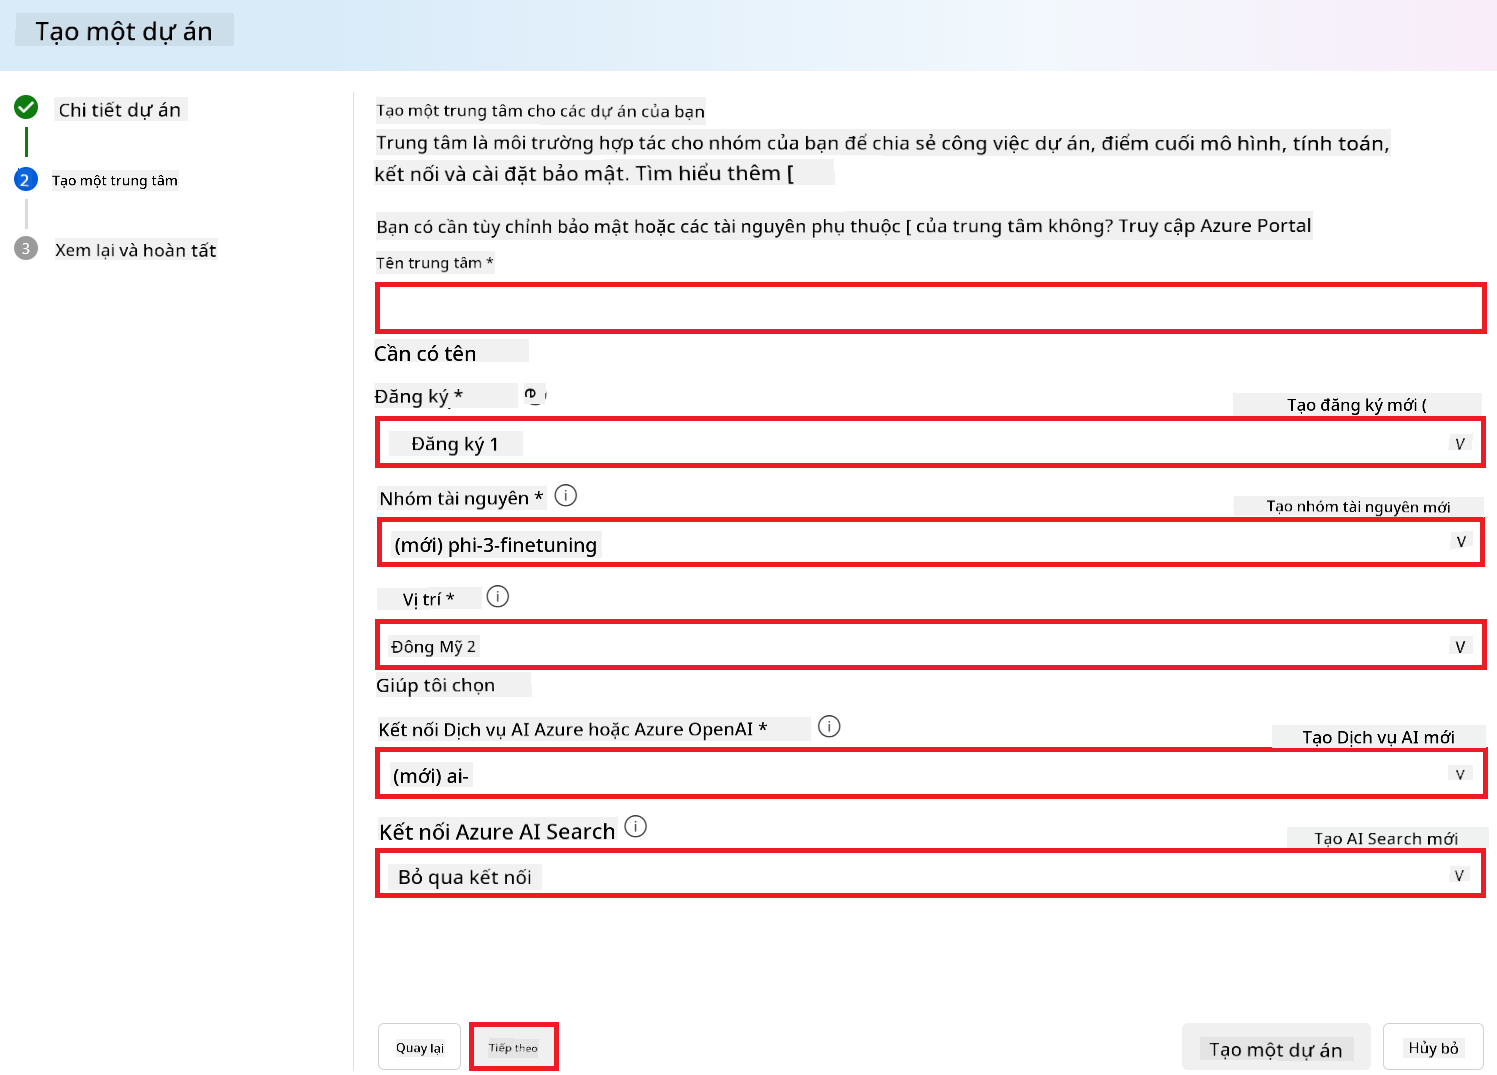 Tạo một dự án
Chi tiết dự án
2
Tạo một trung tâm
3
Xem lại và hoàn tất
Tạo một trung tâm cho các dự án của bạn
Trung tâm là môi trường hợp tác cho nhóm của bạn để chia sẻ công việc dự án, điểm cuối mô hình, tính toán,
kết nối và cài đặt bảo mật. Tìm hiểu thêm [
Bạn có cần tùy chỉnh bảo mật hoặc các tài nguyên phụ thuộc [ của trung tâm không? Truy cập Azure Portal
Tên trung tâm *
Cần có tên
Đăng ký *
Tạo đăng ký mới (
Đăng ký 1
V
Nhóm tài nguyên *
Tạo nhóm tài nguyên mới
(mới) phi-3-finetuning
V
Vị trí *
Đông Mỹ 2
V
Giúp tôi chọn
Kết nối Dịch vụ AI Azure hoặc Azure OpenAI *
Tạo Dịch vụ AI mới
(mới) ai-
V
Kết nối Azure AI Search
Tạo AI Search mới
Bỏ qua kết nối
V
Quay lại
Tiếp theo
Tạo một dự án
Hủy bỏ